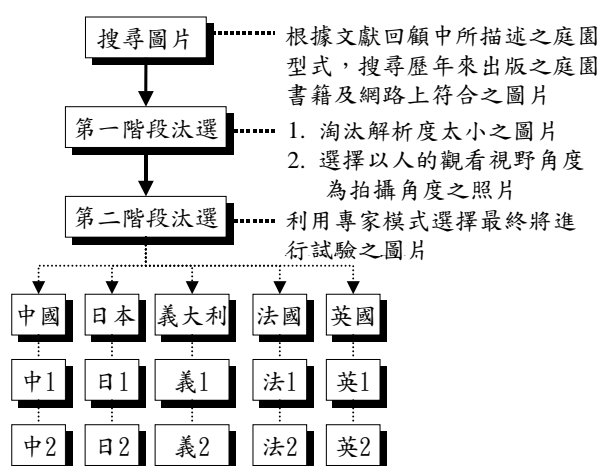 搜尋圖片
根據文獻回顧中所描述之庭園
型式，搜尋歷年來出版之庭園
書籍及網路上符合之圖片
第一階段汰選
1. 淘汰解析度太小之圖片
2. 選擇以人的觀看視野角度
為拍攝角度之照片
第二階段汰選
利用專家模式選擇最終將進
行試驗之圖片
中國 日本 義大利 法國 英國
中1 日1 義1 法1 英1
中2 日2 義2 法2 英2